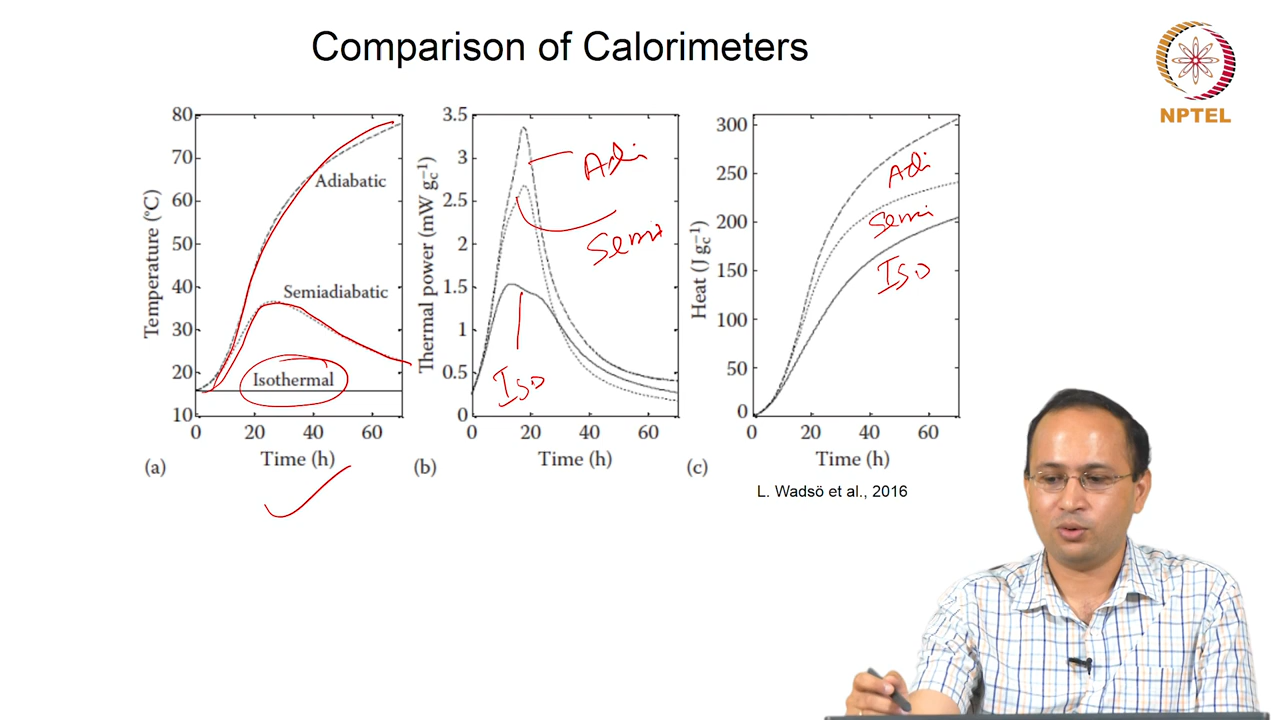 Comparison of Calorimeters
NPTEL
80
70
60
50
40
30
20
10
Temperature (°C)
Adiabatic
Semiadiabatic
Isothermal
0 20 40 60
Time (h)
(a)
3.5
3
2.5
2
1.5
1
0.5
0
Thermal power (mW gc⁻¹)
Adi
Semi
Iso
0 20 40 60
Time (h)
(b)
300
250
200
150
100
50
0
Heat (J gc⁻¹)
Adi
Semi
Iso
0 20 40 60
Time (h)
(c)
L. Wadsö et al., 2016